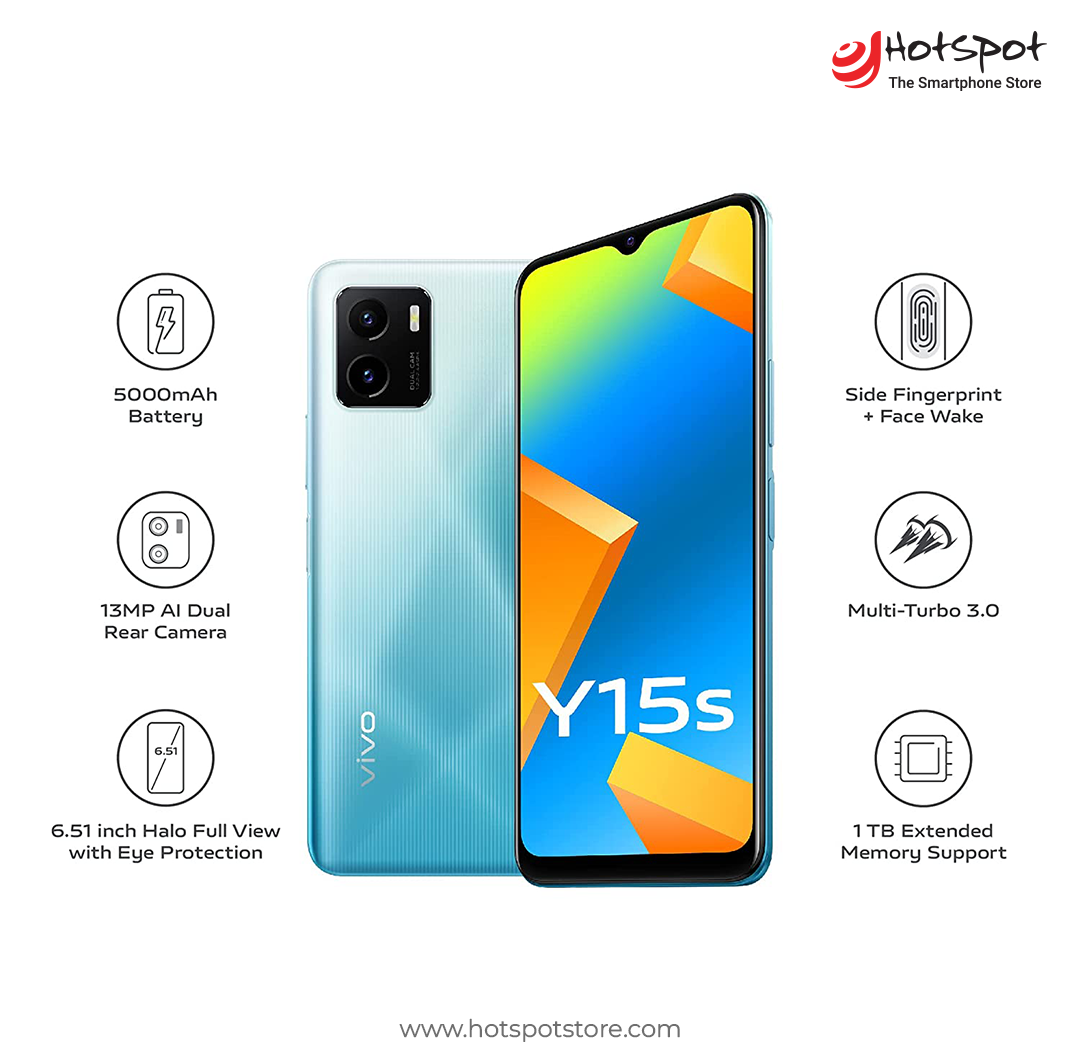 HotSpot
The Smartphone Store
5000mAh
Battery
Side Fingerprint
+ Face Wake
13MP AI Dual
Rear Camera
Multi-Turbo 3.0
6.51
6.51 inch Halo Full View
with Eye Protection
1 TB Extended
Memory Support
DUAL CAM
vivo
Y15s
www.hotspotstore.com